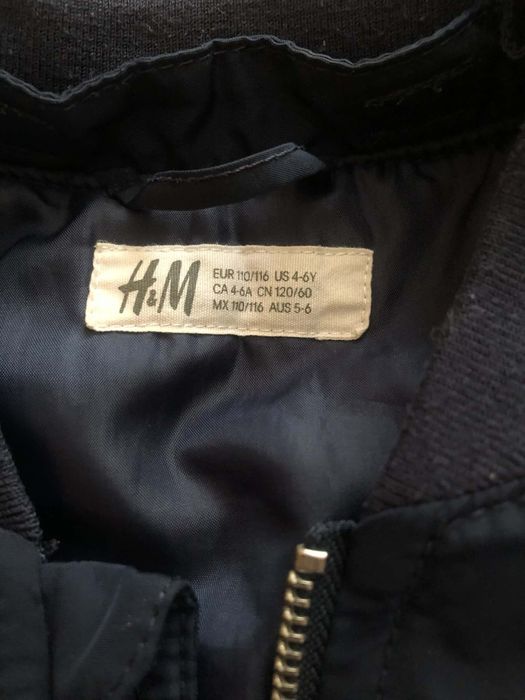 H&M
EUR 110/116 US 4-6Y
CA 4-6A CN 120/60
MX 110/116 AUS 5-6